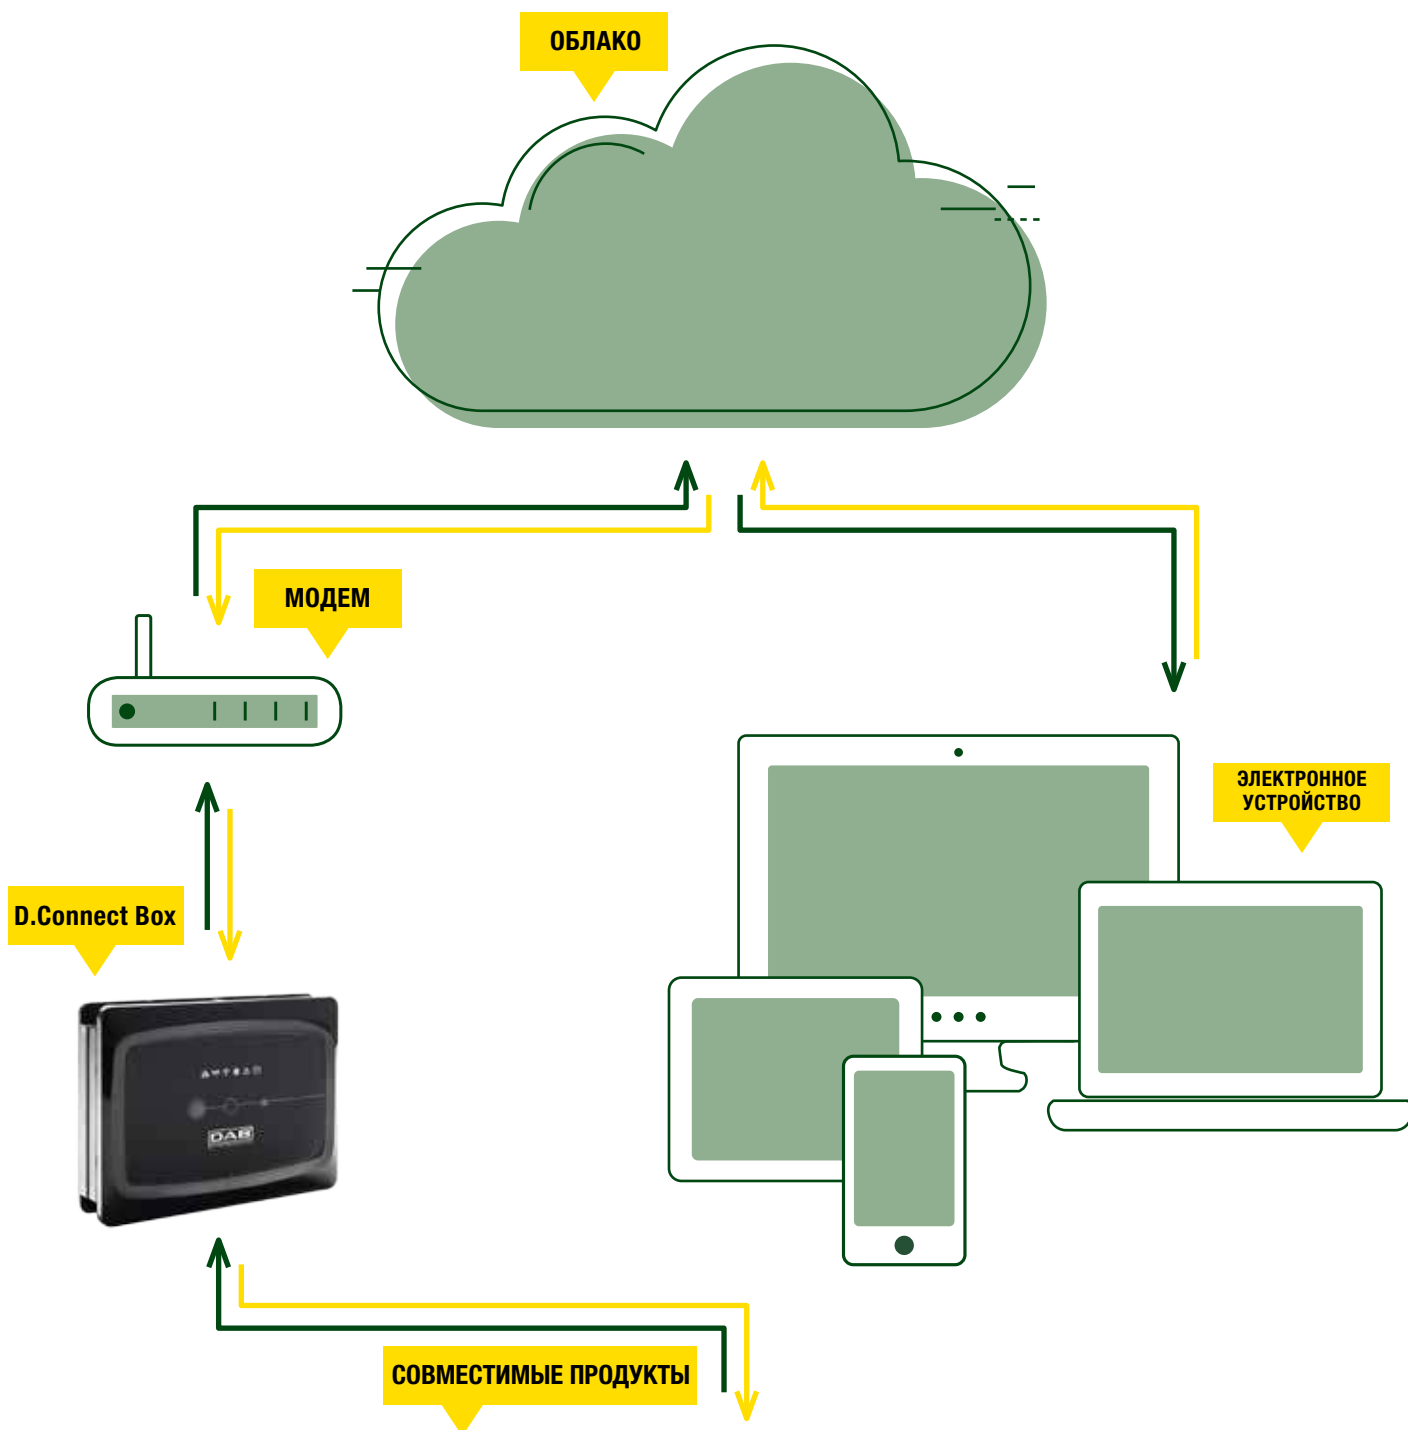 ОБЛАКО
МОДЕМ
ЭЛЕКТРОННОЕ
УСТРОЙСТВО
D.Connect Box
DAB
СОВМЕСТИМЫЕ ПРОДУКТЫ